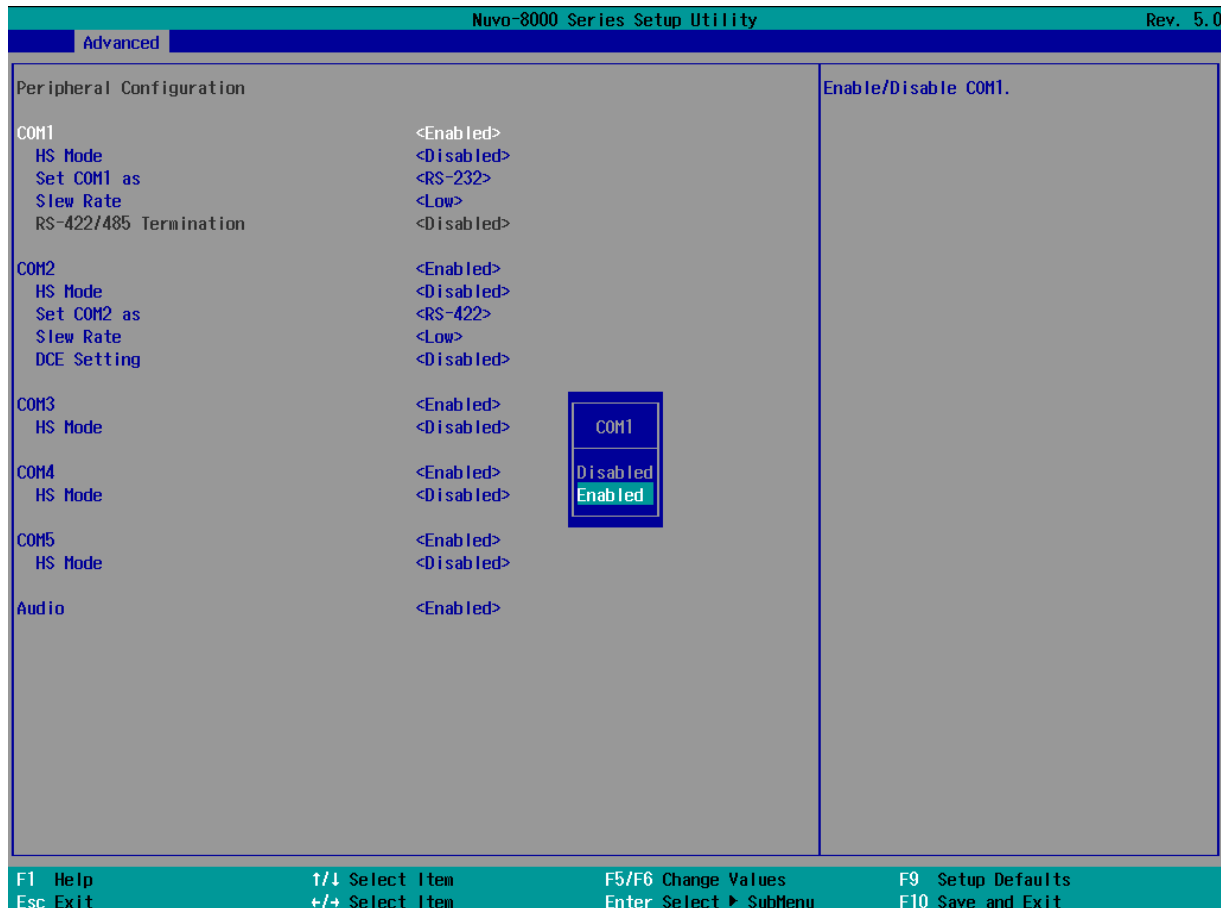 Nuvo-8000 Series Setup Utility Rev. 5.0
Advanced
Peripheral Configuration
Enable/Disable COM1.
COM1 <Enabled>
HS Mode <Disabled>
Set COM1 as <RS-232>
Slew Rate <Low>
RS-422/485 Termination <Disabled>
COM2 <Enabled>
HS Mode <Disabled>
Set COM2 as <RS-422>
Slew Rate <Low>
DCE Setting <Disabled>
COM3 <Enabled>
HS Mode <Disabled>
COM4 <Enabled>
HS Mode <Disabled>
COM5 <Enabled>
HS Mode <Disabled>
Audio <Enabled>
COM1
Disabled
Enabled
F1 Help ↑/↓ Select Item F5/F6 Change Values F9 Setup Defaults
Esc Exit ←/→ Select Item Enter Select ▶ SubMenu F10 Save and Exit